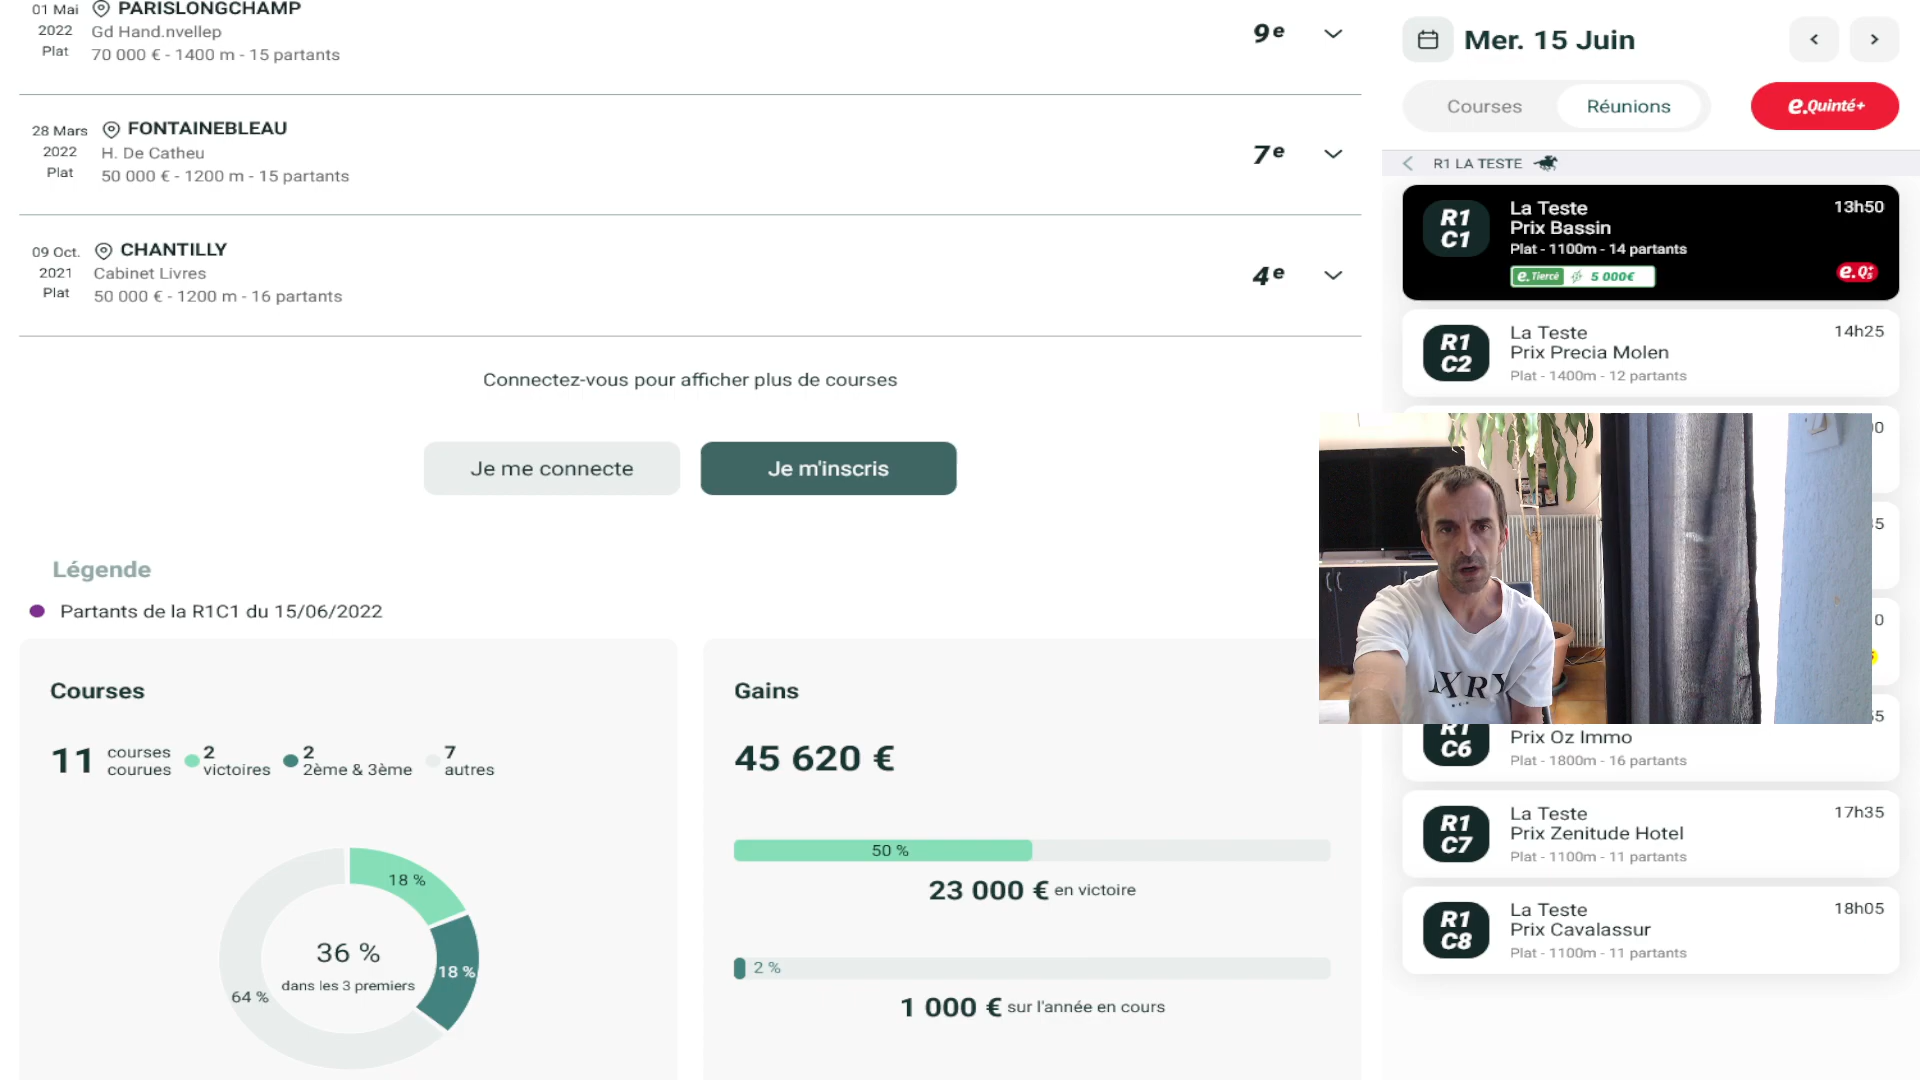 01 Mai
2022
Plat
PARISLONGCHAMP
Gd Hand.nvellep
70 000 € - 1400 m - 15 partants
9e
28 Mars
2022
Plat
FONTAINEBLEAU
H. De Catheu
50 000 € - 1200 m - 15 partants
7e
09 Oct.
2021
Plat
CHANTILLY
Cabinet Livres
50 000 € - 1200 m - 16 partants
4e
Connectez-vous pour afficher plus de courses
Je me connecte
Je m'inscris
Légende
Partants de la R1C1 du 15/06/2022
Courses
11 courses courues
2 victoires
2 2ème & 3ème
7 autres
18 %
18 %
64 %
36 %
dans les 3 premiers
Gains
45 620 €
50 %
23 000 € en victoire
2 %
1 000 € sur l'année en cours
Mer. 15 Juin
Courses
Réunions
e.Quinté+
R1 LA TESTE
R1
C1
La Teste
Prix Bassin
Plat - 1100m - 14 partants
13h50
e.Tiercé
5 000€
R1
C2
La Teste
Prix Precia Molen
Plat - 1400m - 12 partants
14h25
XRY
R1
C6
Prix Oz Immo
Plat - 1800m - 16 partants
R1
C7
La Teste
Prix Zenitude Hotel
Plat - 1100m - 11 partants
17h35
R1
C8
La Teste
Prix Cavalassur
Plat - 1100m - 11 partants
18h05